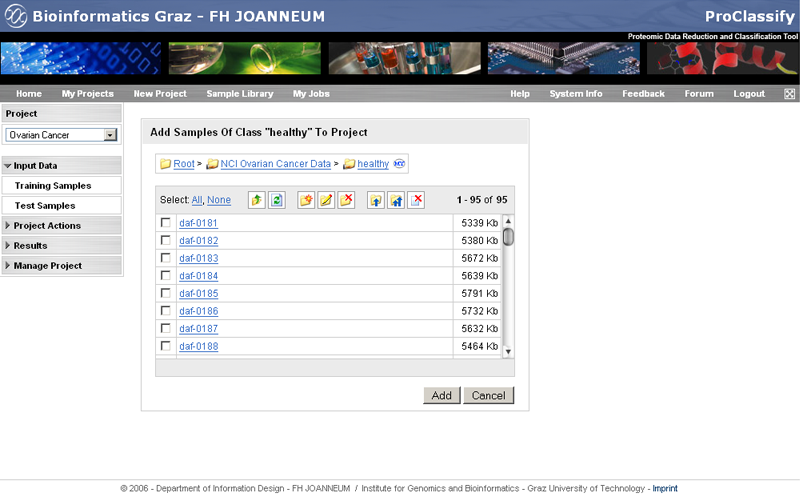 Bioinformatics Graz - FH JOANNEUM
ProClassify
Proteomic Data Reduction and Classification Tool
Home My Projects New Project Sample Library My Jobs Help System Info Feedback Forum Logout
Project
Ovarian Cancer
Input Data
Training Samples
Test Samples
Project Actions
Results
Manage Project
Add Samples Of Class "healthy" To Project
Root > NCI Ovarian Cancer Data > healthy
Select: All, None 1 - 95 of 95
daf-0181 5339 Kb
daf-0182 5380 Kb
daf-0183 5672 Kb
daf-0184 5639 Kb
daf-0185 5791 Kb
daf-0186 5732 Kb
daf-0187 5632 Kb
daf-0188 5464 Kb
Add Cancel
© 2006 - Department of Information Design - FH JOANNEUM / Institute for Genomics and Bioinformatics - Graz University of Technology - Imprint